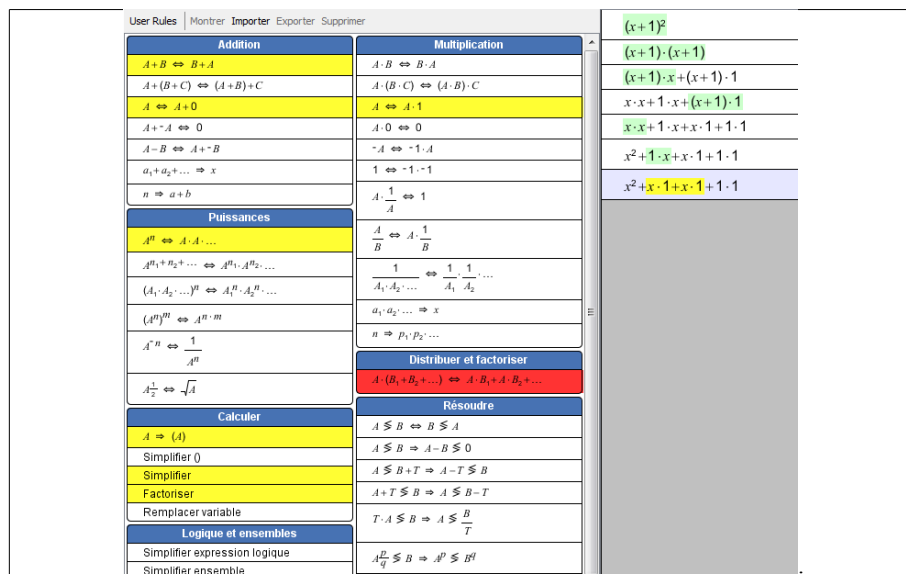 User Rules Montrer Importer Exporter Supprimer
Addition
A+B ⇔ B+A
A+(B+C) ⇔ (A+B)+C
A ⇔ A+0
A+⁻A ⇔ 0
A−B ⇔ A+⁻B
a₁+a₂+… ⇒ x
n ⇒ a+b
Puissances
Aⁿ ⇔ A·A·…
A^(n₁+n₂+…) ⇔ A^(n₁)·A^(n₂)·…
(A₁·A₂·…)ⁿ ⇔ A₁ⁿ·A₂ⁿ·…
(Aⁿ)ᵐ ⇔ A^(n·m)
A⁻ⁿ ⇔ 1/Aⁿ
A^(1/2) ⇔ √A
Calculer
A ⇒ (A)
Simplifier ()
Simplifier
Factoriser
Remplacer variable
Logique et ensembles
Simplifier expression logique
Simplifier ensemble
Multiplication
A·B ⇔ B·A
A·(B·C) ⇔ (A·B)·C
A ⇔ A·1
A·0 ⇔ 0
⁻A ⇔ ⁻1·A
1 ⇔ ⁻1·⁻1
A·1/A ⇔ 1
A/B ⇔ A·1/B
1/(A₁·A₂·…) ⇔ 1/A₁·1/A₂·…
a₁·a₂·… ⇒ x
n ⇒ p₁·p₂·…
Distribuer et factoriser
A·(B₁+B₂+…) ⇔ A·B₁+A·B₂+…
Résoudre
A ≶ B ⇔ B ≶ A
A ≶ B ⇒ A−B ≶ 0
A ≶ B+T ⇒ A−T ≶ B
A+T ≶ B ⇒ A ≶ B−T
T·A ≶ B ⇒ A ≶ B/T
A^(p/q) ≶ B ⇒ A^p ≶ B^q
(x+1)²
(x+1)·(x+1)
(x+1)·x+(x+1)·1
x·x+1·x+(x+1)·1
x·x+1·x+x·1+1·1
x²+1·x+x·1+1·1
x²+x·1+x·1+1·1